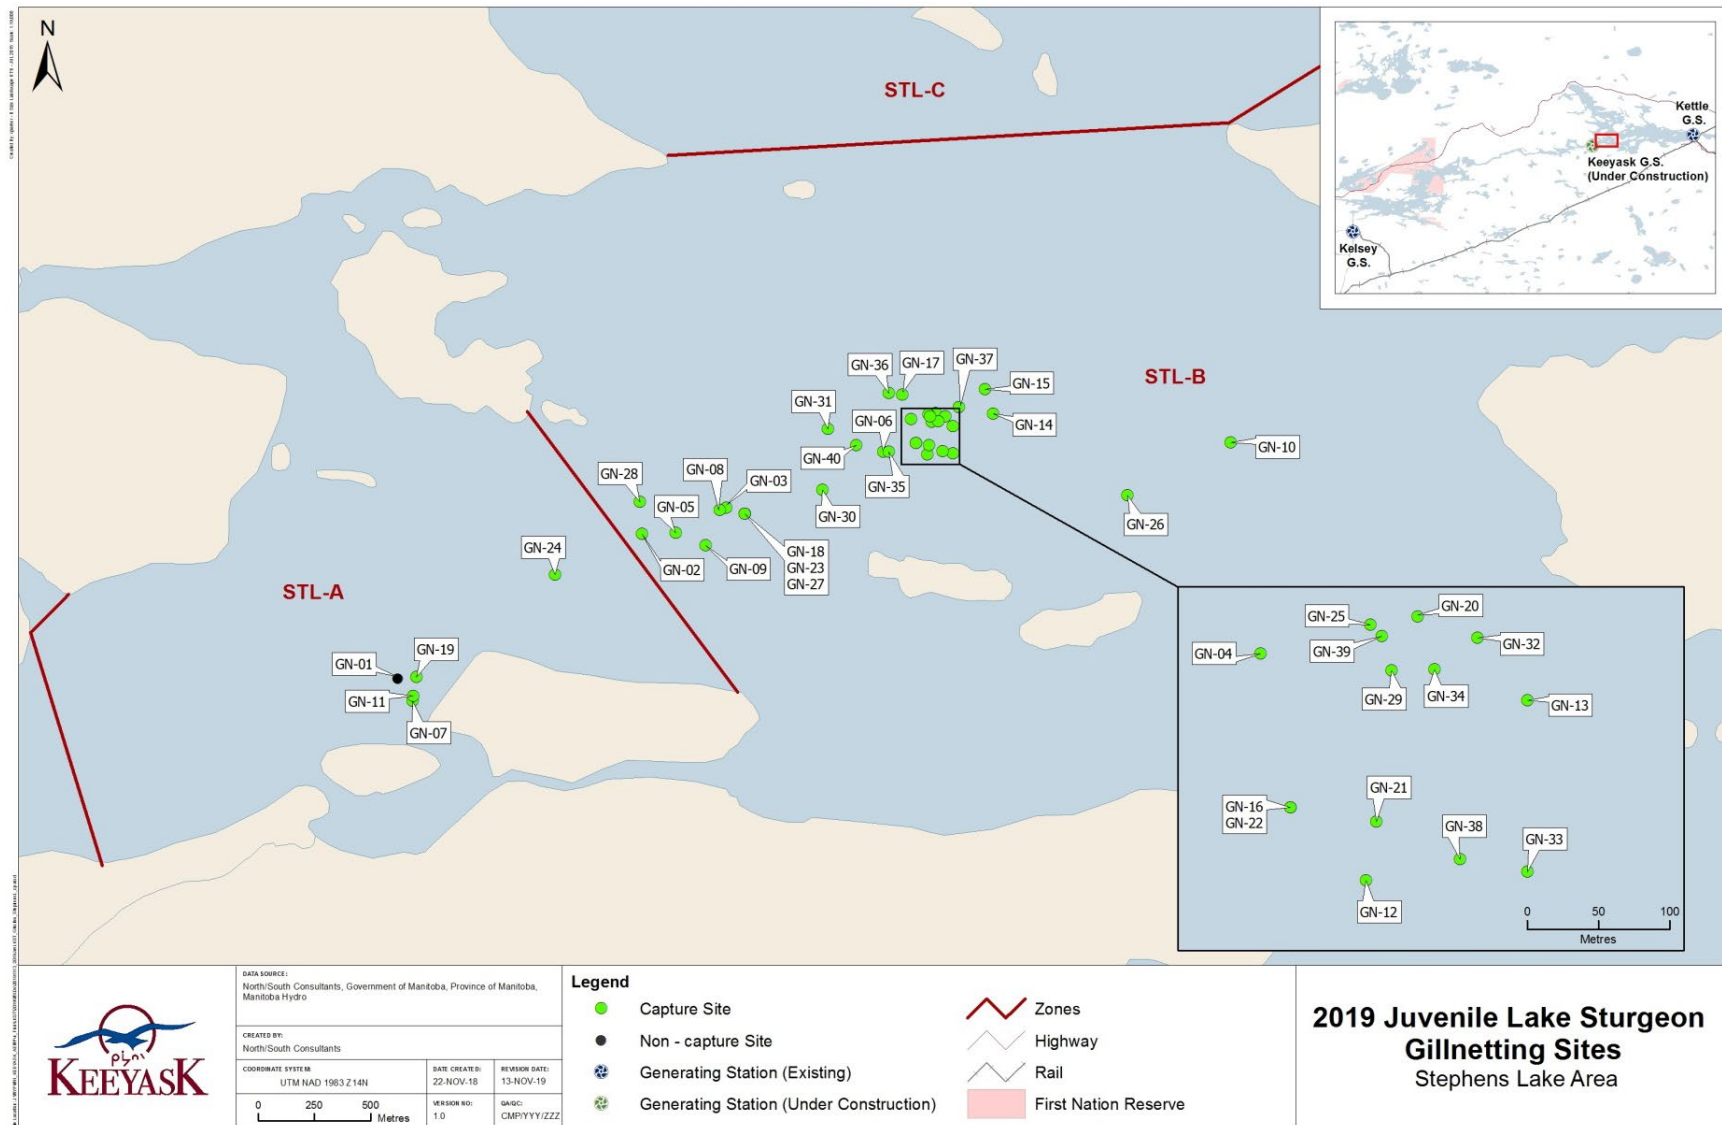 N
STL-C
Kettle
G.S.
Keeyask G.S.
(Under Construction)
Kelsey
G.S.
GN-36
GN-17
GN-37
GN-15
STL-B
GN-31
GN-06
GN-14
GN-10
GN-40
GN-35
GN-28
GN-08
GN-03
GN-05
GN-30
GN-26
GN-24
GN-02
GN-09
GN-18
GN-23
GN-27
STL-A
GN-25
GN-20
GN-39
GN-32
GN-04
GN-29
GN-34
GN-13
GN-01
GN-19
GN-11
GN-07
GN-16
GN-22
GN-21
GN-38
GN-33
GN-12
0 50 100
Metres
KEEYASK
DATA SOURCE:
North/South Consultants, Government of Manitoba, Province of Manitoba,
Manitoba Hydro
CREATED BY:
North/South Consultants
COORDINATE SYSTEM:
UTM NAD 1983 Z14N
DATE CREATED:
22-NOV-18
REVISION DATE:
13-NOV-19
0 250 500
Metres
VERSION NO:
1.0
QA/QC:
CMP/YYY/ZZZ
Legend
Capture Site
Non - capture Site
Generating Station (Existing)
Generating Station (Under Construction)
Zones
Highway
Rail
First Nation Reserve
2019 Juvenile Lake Sturgeon
Gillnetting Sites
Stephens Lake Area